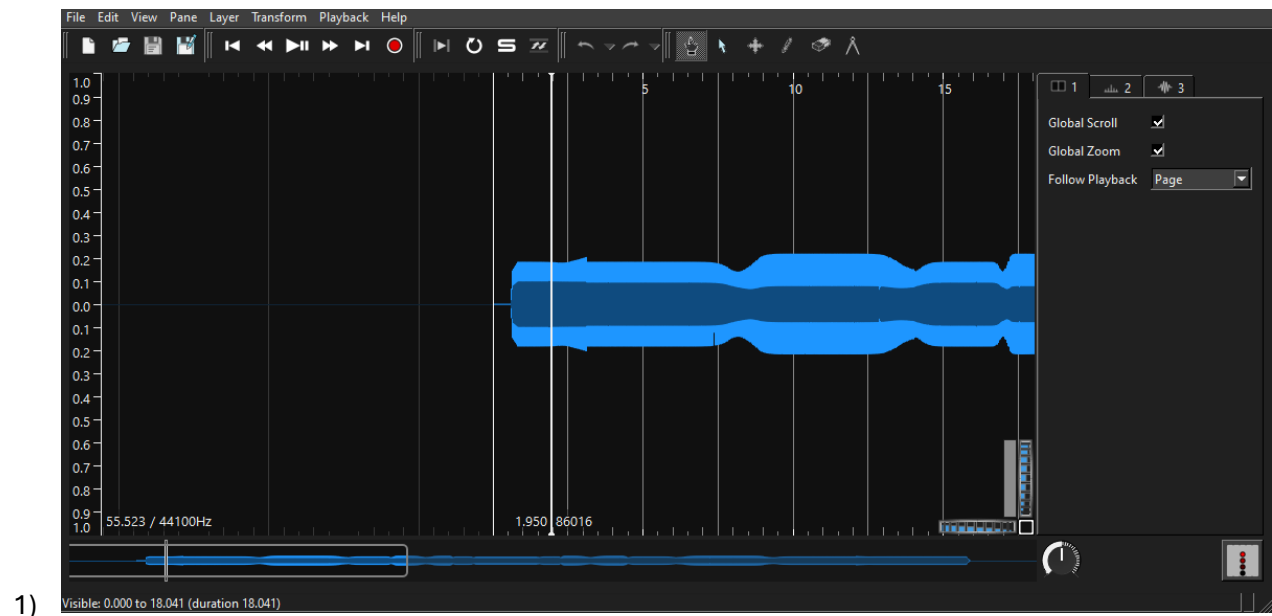 File Edit View Pane Layer Transform Playback Help
1.0
0.9
0.8
0.7
0.6
0.5
0.4
0.3
0.2
0.1
0.0
0.1
0.2
0.3
0.4
0.5
0.6
0.7
0.8
0.9
1.0
5 10 15
55.523 / 44100Hz 1.950 86016
1 2 3
Global Scroll
Global Zoom
Follow Playback Page
1) Visible: 0.000 to 18.041 (duration 18.041)